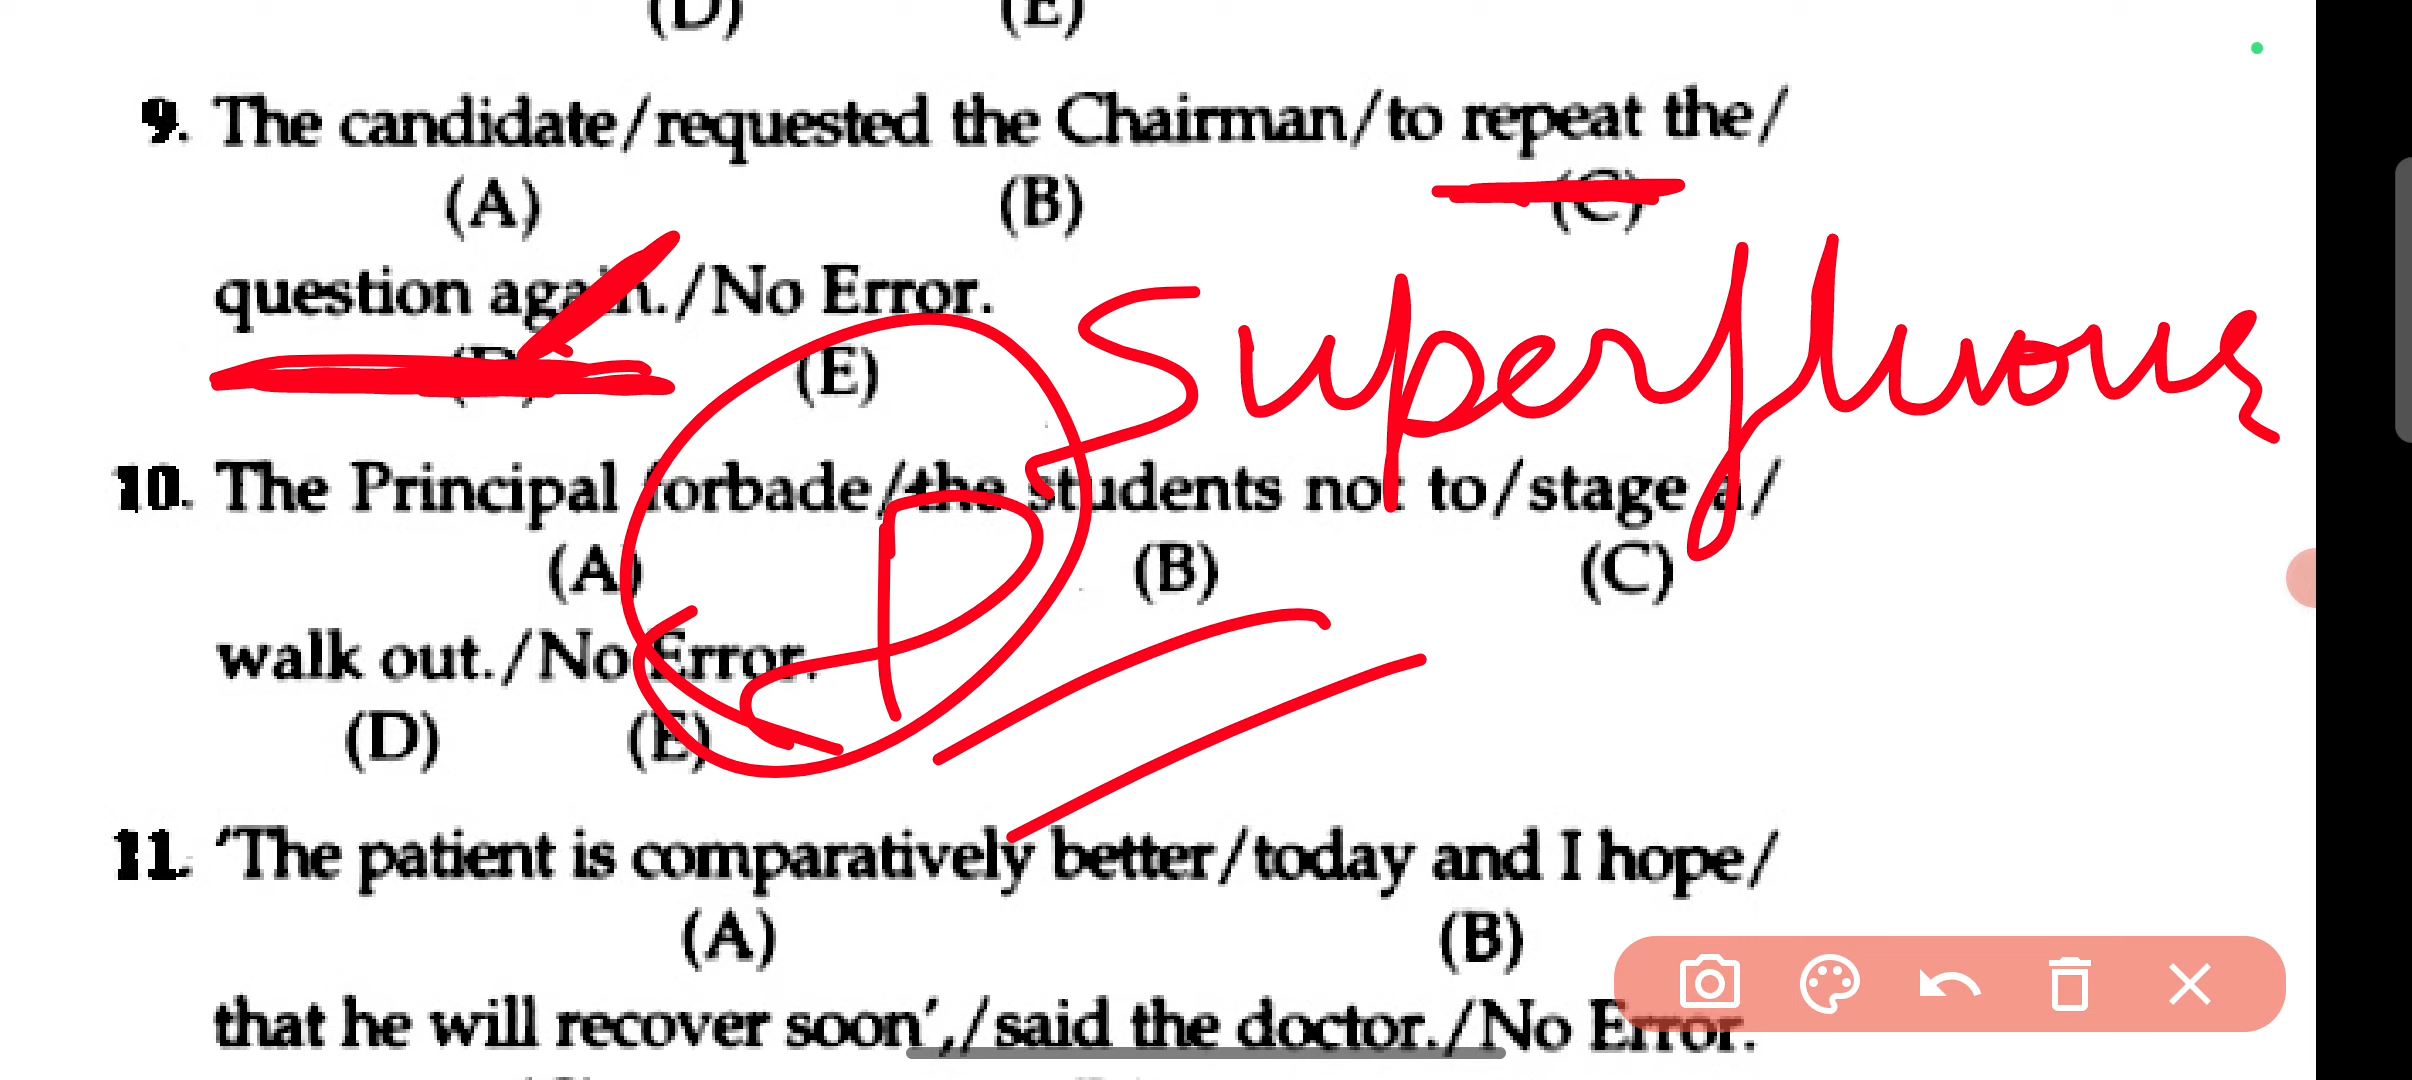 (D) (E)
9. The candidate/requested the Chairman/to repeat the/
(A) (B) (C)
question again./No Error.
(D) (E)
Superfluous
10. The Principal forbade/the students not to/stage a/
D
(A) (B) (C)
walk out./No Error.
(D) (E)
11. 'The patient is comparatively better/today and I hope/
(A) (B)
that he will recover soon',/said the doctor./No Error.